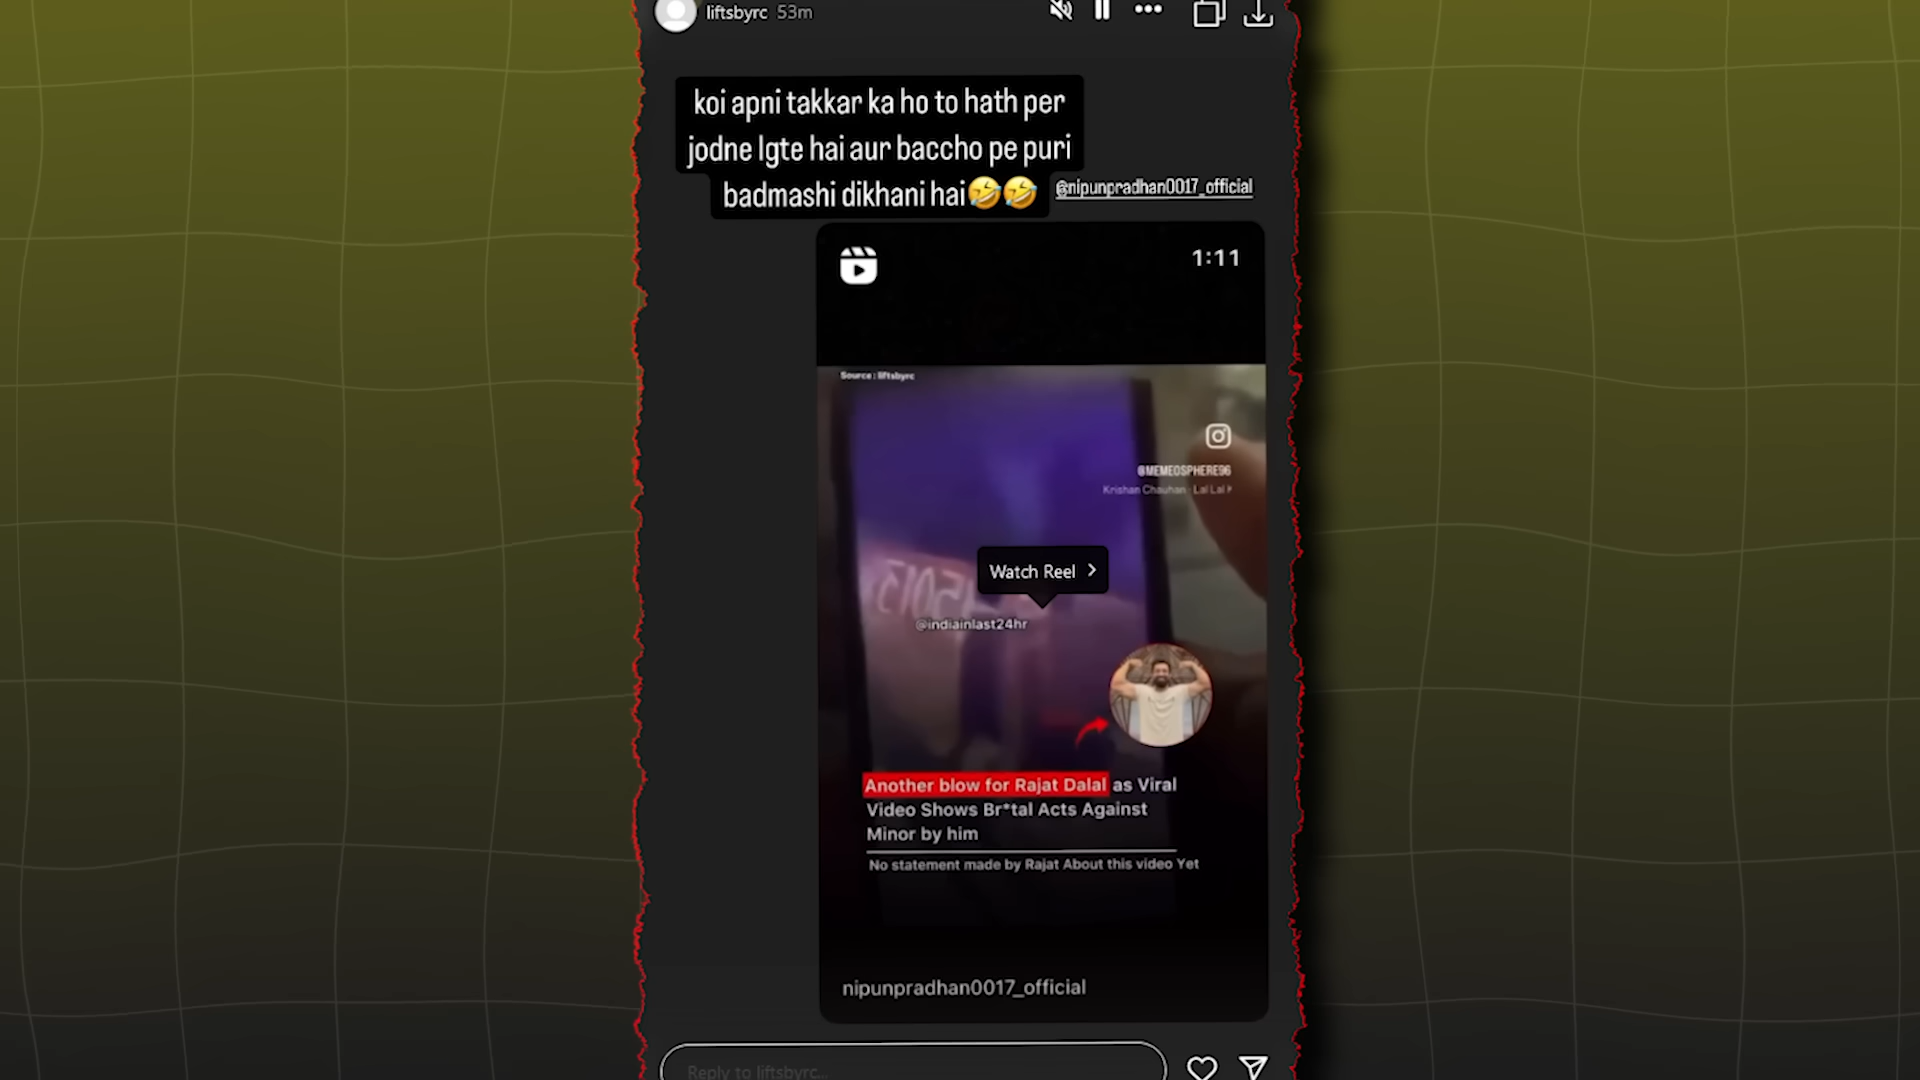 liftsbyrc 53m
koi apni takkar ka ho to hath per
jodne lgte hai aur baccho pe puri
badmashi dikhani hai🤣🤣
@nipunpradhan0017_official
1:11
Source : liftsbyrc
@MEMEOSPHERE96
Krishan Chauhan · Lal Lal
Watch Reel >
@indiainlast24hr
Another blow for Rajat Dalal as Viral
Video Shows Br*tal Acts Against
Minor by him
No statement made by Rajat About this video Yet
nipunpradhan0017_official
Reply to liftsbyrc...